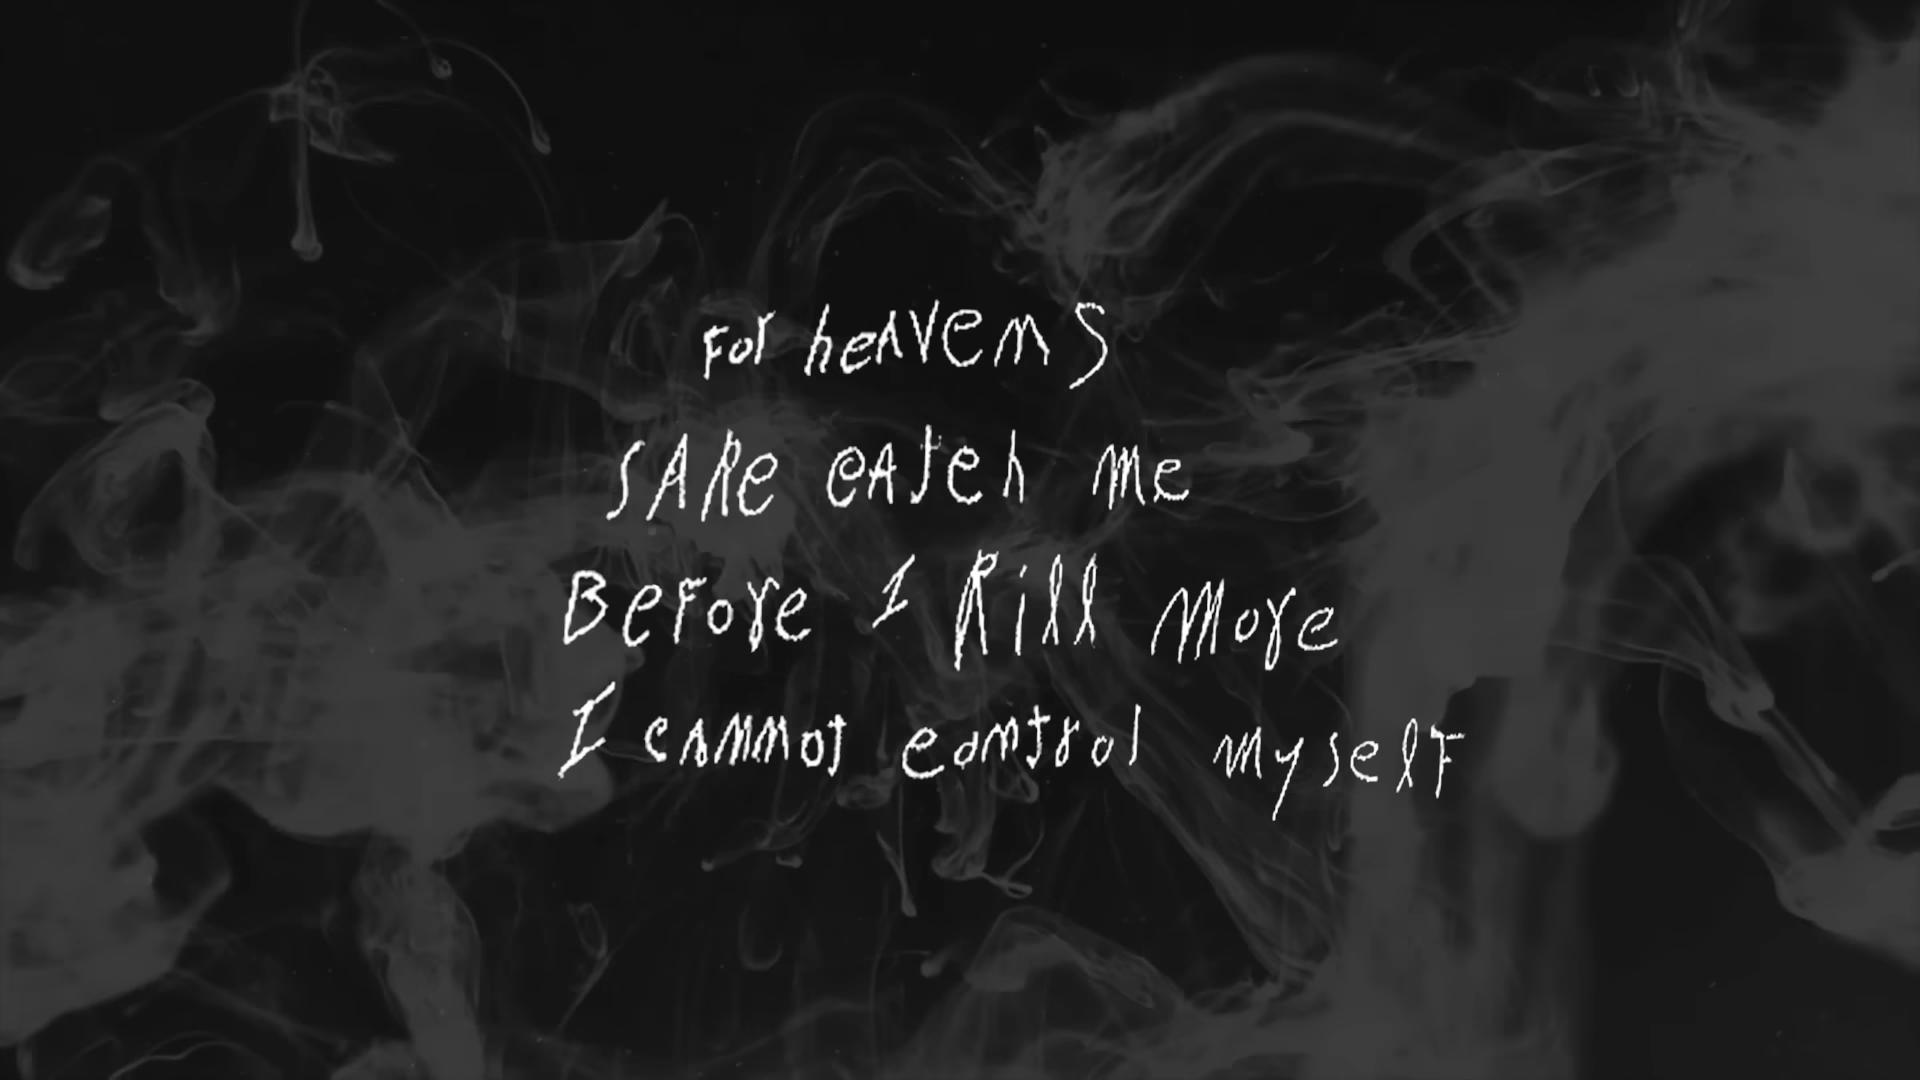 For heAvens
SAKe cAtch me
BeFore I Kill More
I cAnnot control myselF